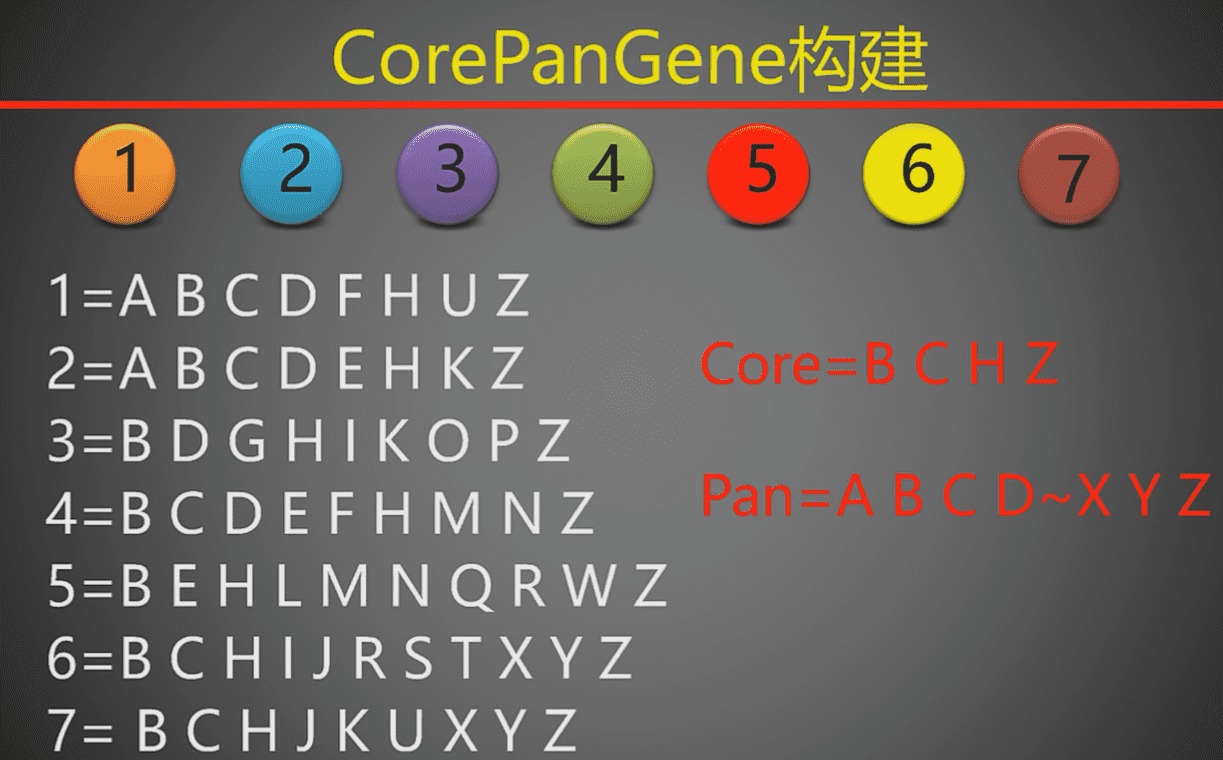 CorePanGene构建
1 2 3 4 5 6 7
1=A B C D F H U Z
2=A B C D E H K Z
3=B D G H I K O P Z
4=B C D E F H M N Z
5=B E H L M N Q R W Z
6=B C H I J R S T X Y Z
7= B C H J K U X Y Z
Core=B C H Z
Pan=A B C D~X Y Z